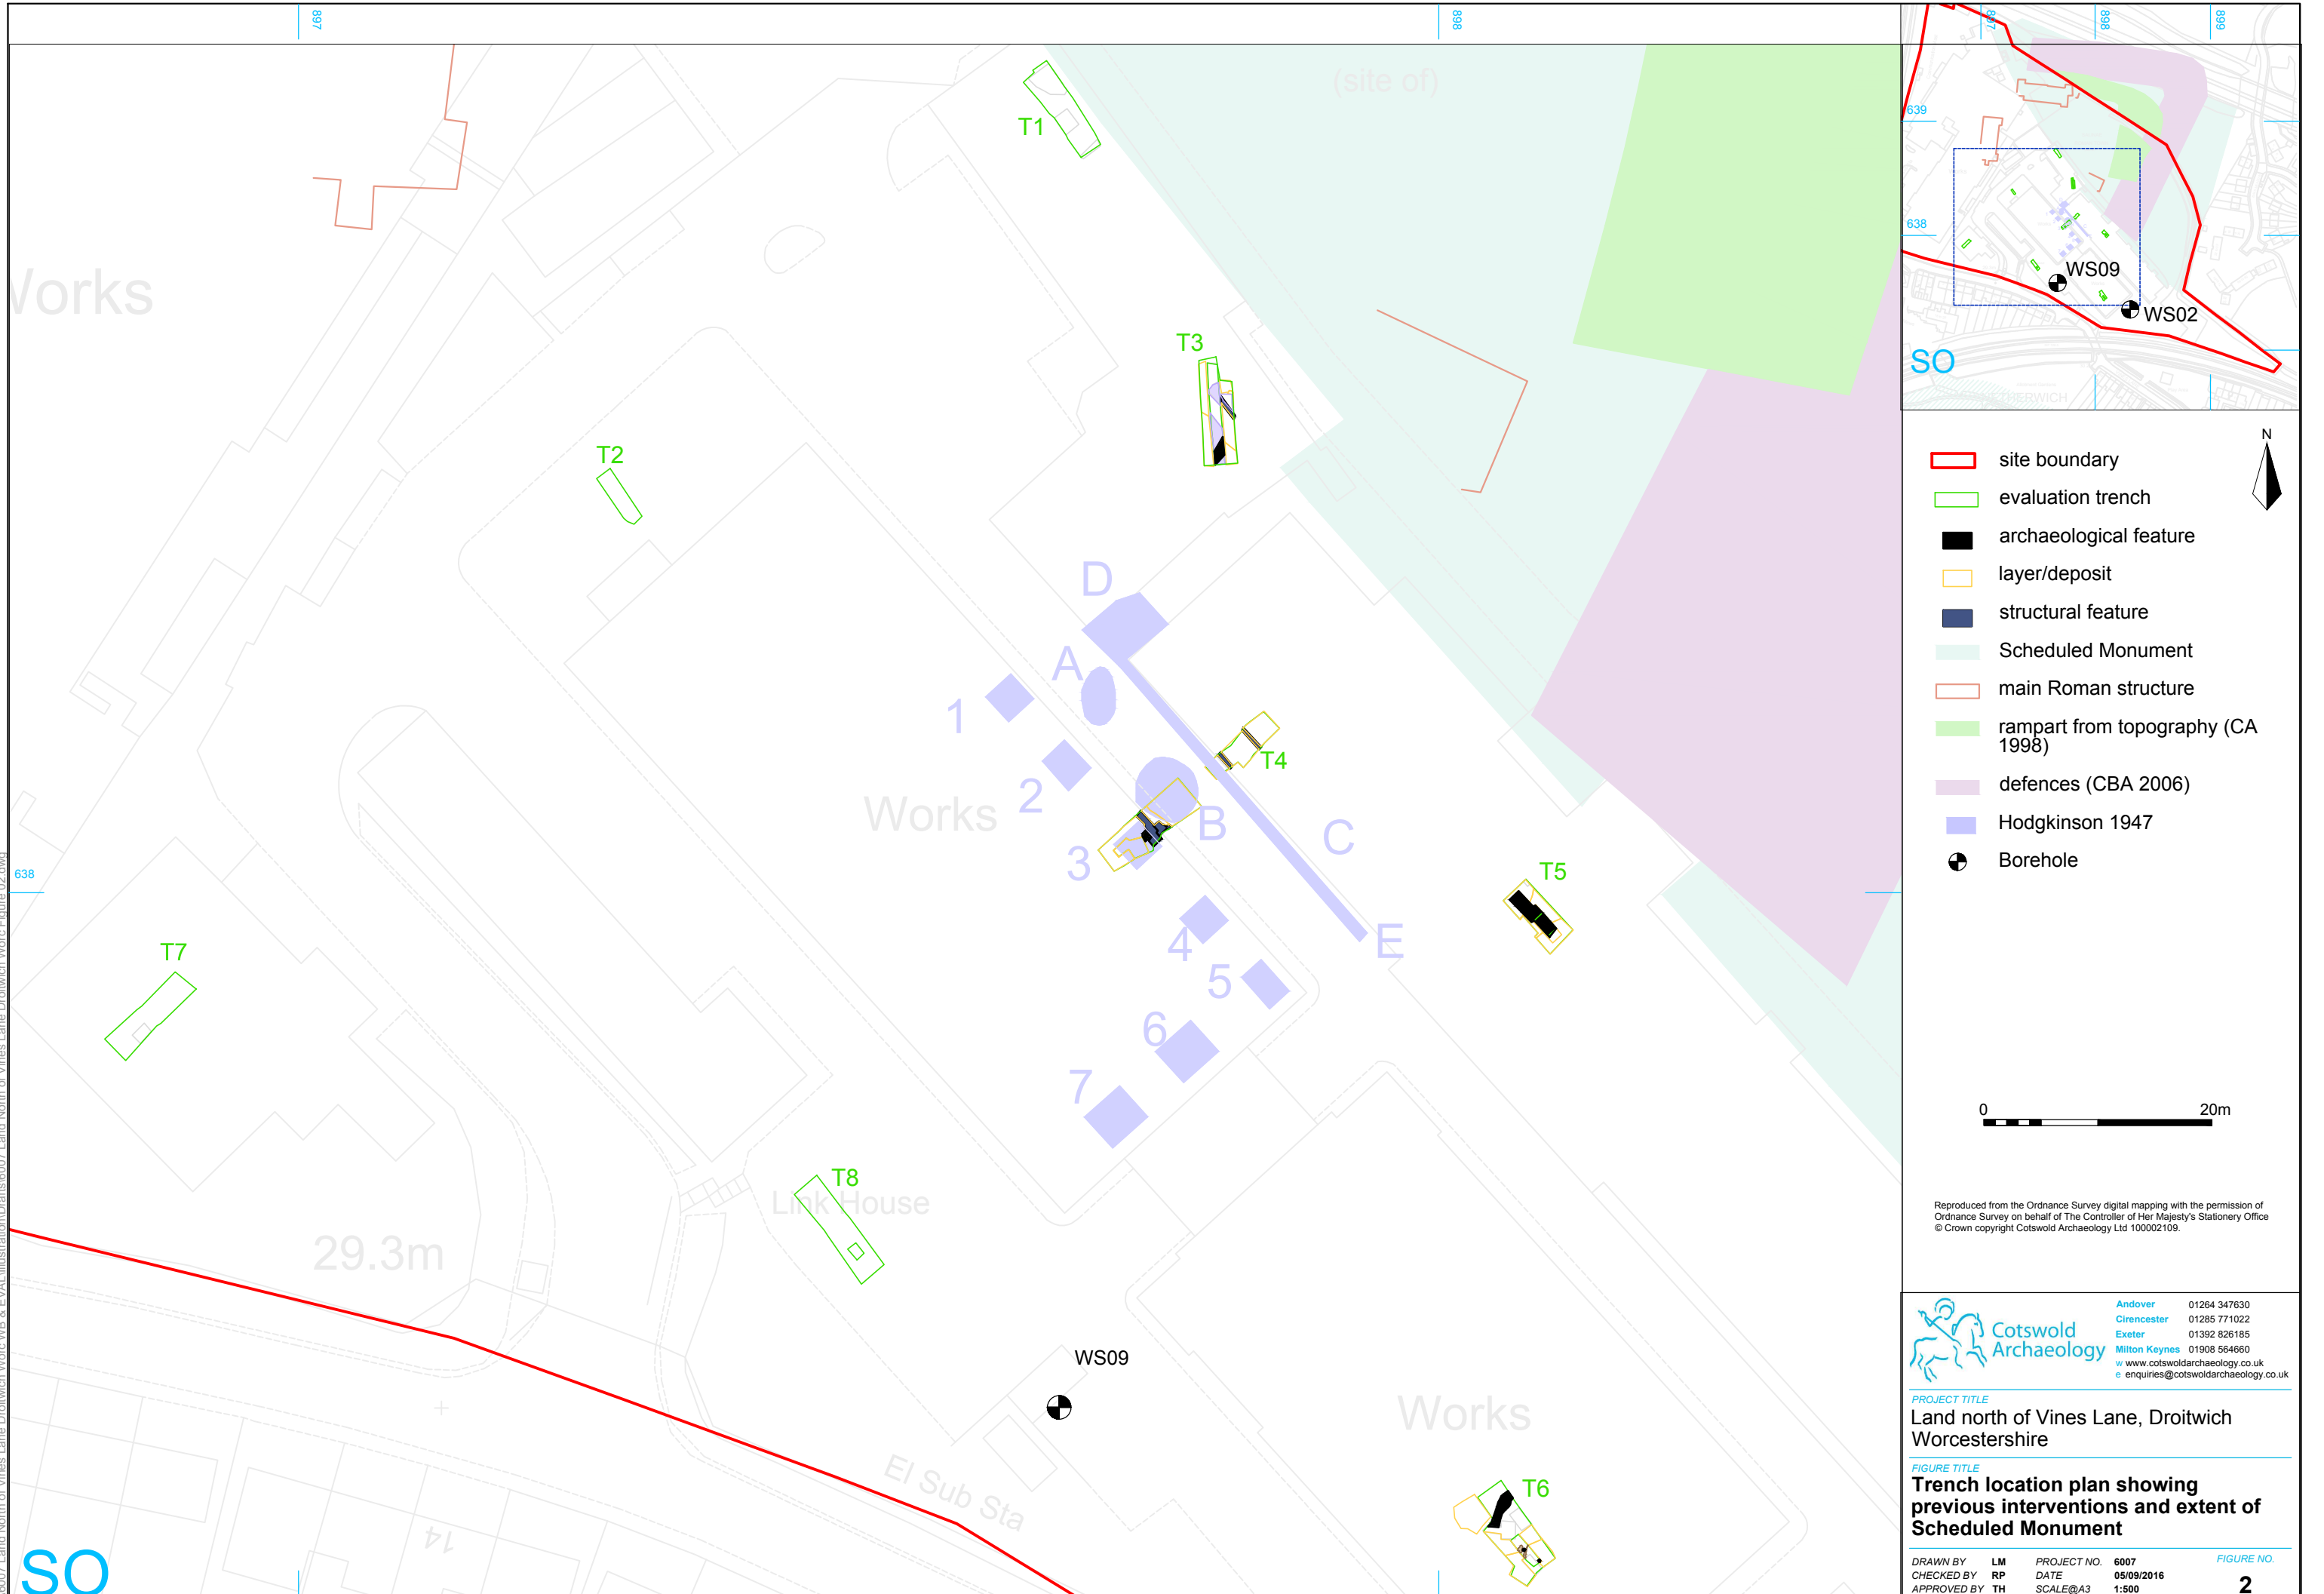 897
898
897
898
899
(site of)
T1
639
638
WS09
WS02
SO
NETHERWICH
Works
T3
T2
D
A
1
2
T4
Works
B
3
C
638
T5
4
E
5
T7
6
7
T8
Link House
29.3m
WS09
Works
El Sub Sta
T6
14
SO
N
site boundary
evaluation trench
archaeological feature
layer/deposit
structural feature
Scheduled Monument
main Roman structure
rampart from topography (CA
1998)
defences (CBA 2006)
Hodgkinson 1947
Borehole
0 20m
Reproduced from the Ordnance Survey digital mapping with the permission of
Ordnance Survey on behalf of The Controller of Her Majesty's Stationery Office
© Crown copyright Cotswold Archaeology Ltd 100002109.
Cotswold
Archaeology
Andover 01264 347630
Cirencester 01285 771022
Exeter 01392 826185
Milton Keynes 01908 564660
w www.cotswoldarchaeology.co.uk
e enquiries@cotswoldarchaeology.co.uk
PROJECT TITLE
Land north of Vines Lane, Droitwich
Worcestershire
FIGURE TITLE
Trench location plan showing
previous interventions and extent of
Scheduled Monument
DRAWN BY LM PROJECT NO. 6007 FIGURE NO.
CHECKED BY RP DATE 05/09/2016
APPROVED BY TH SCALE@A3 1:500 2